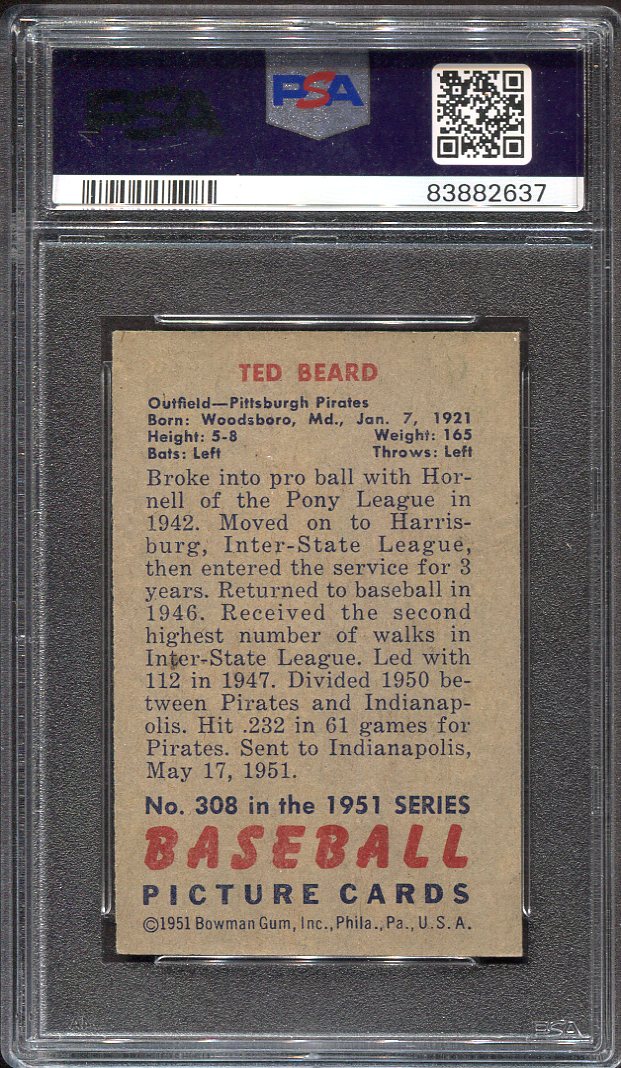 PSA
PSA
83882637
TED BEARD
Outfield—Pittsburgh Pirates
Born: Woodsboro, Md., Jan. 7, 1921
Height: 5-8 Weight: 165
Bats: Left Throws: Left
Broke into pro ball with Hor-
nell of the Pony League in
1942. Moved on to Harris-
burg, Inter-State League,
then entered the service for 3
years. Returned to baseball in
1946. Received the second
highest number of walks in
Inter-State League. Led with
112 in 1947. Divided 1950 be-
tween Pirates and Indianap-
olis. Hit .232 in 61 games for
Pirates. Sent to Indianapolis,
May 17, 1951.
No. 308 in the 1951 SERIES
BASEBALL
PICTURE CARDS
©1951 Bowman Gum, Inc., Phila., Pa., U. S. A.
PSA